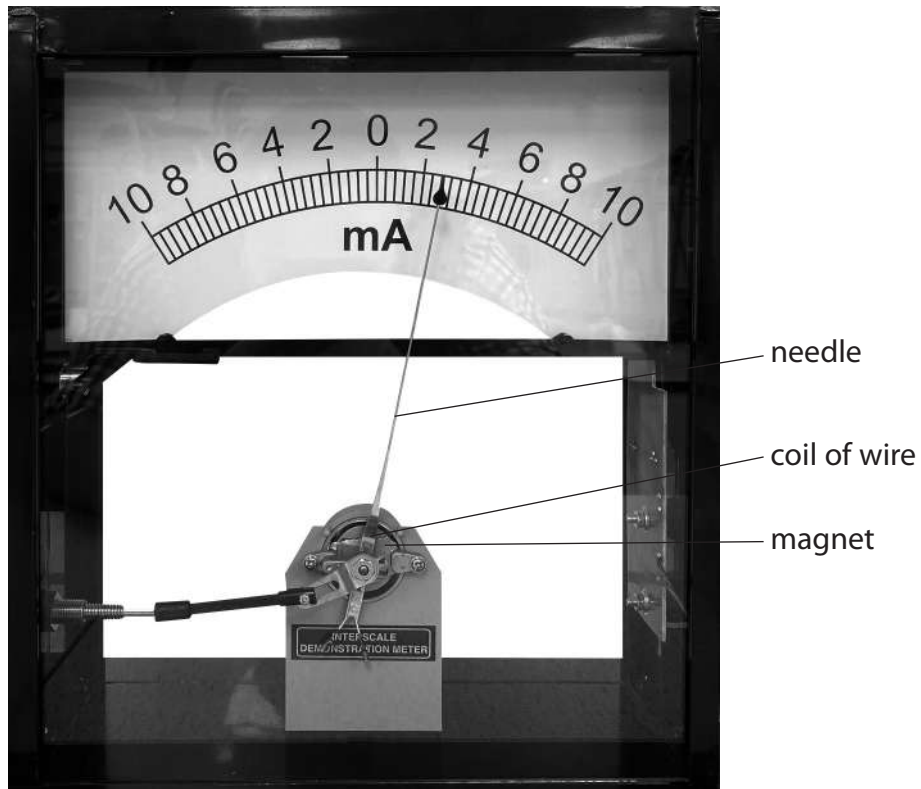 10 8 6 4 2 0 2 4 6 8 10
mA
needle
coil of wire
magnet
INTERSCALE
DEMONSTRATION METER